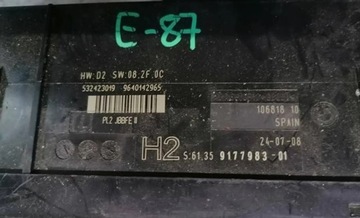 E-87
HW:02 SW:08.2F.0C
532423019 9640142965
PL2 JBBFE II
106818 10
SPAIN
24-07-08
H2 S:61.35 9177983-01